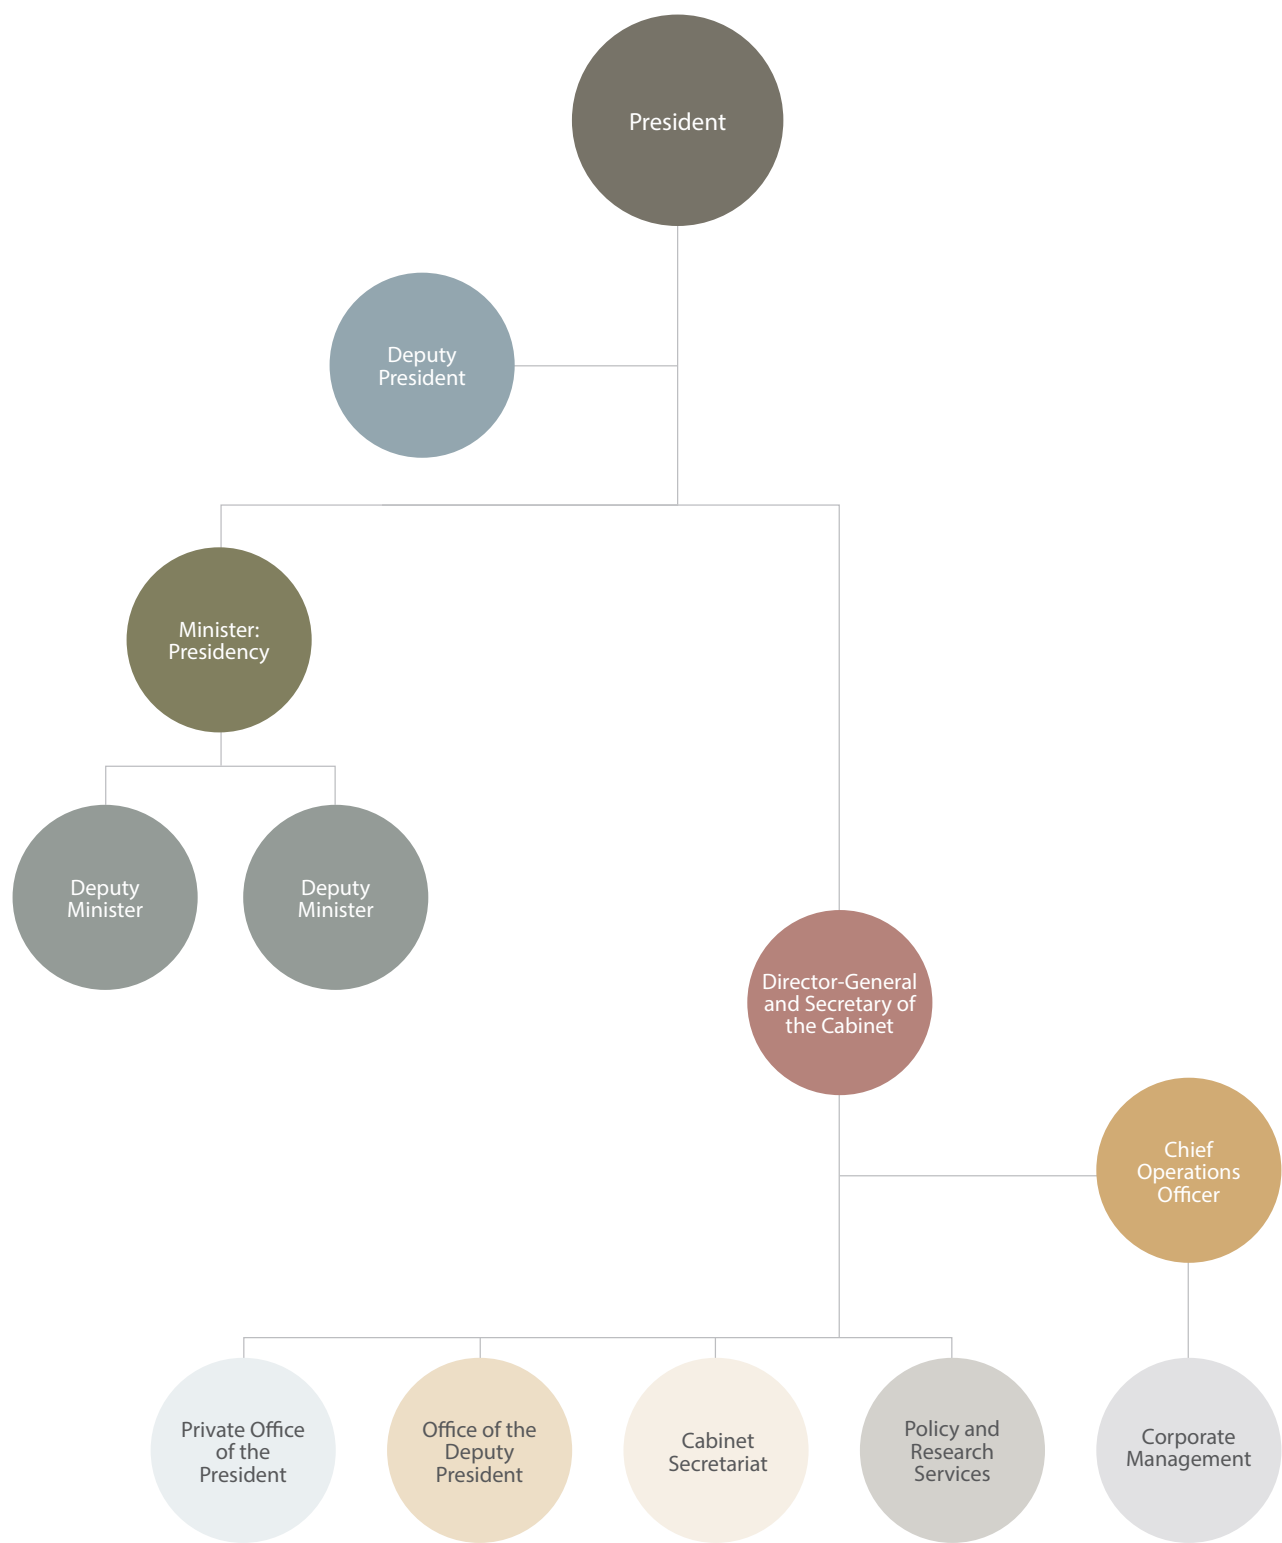 President
Deputy
President
Minister:
Presidency
Deputy
Minister
Deputy
Minister
Director-General
and Secretary of
the Cabinet
Chief
Operations
Officer
Private Office
of the
President
Office of the
Deputy
President
Cabinet
Secretariat
Policy and
Research
Services
Corporate
Management